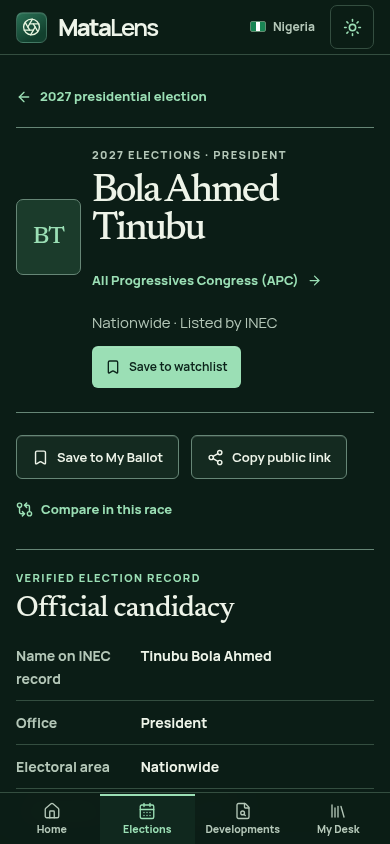 MataLens
Nigeria
2027 presidential election
2027 ELECTIONS · PRESIDENT
BT
Bola Ahmed
Tinubu
All Progressives Congress (APC)
Nationwide · Listed by INEC
Save to watchlist
Save to My Ballot
Copy public link
Compare in this race
VERIFIED ELECTION RECORD
Official candidacy
Name on INEC record
Tinubu Bola Ahmed
Office
President
Electoral area
Nationwide
Home
Elections
Developments
My Desk